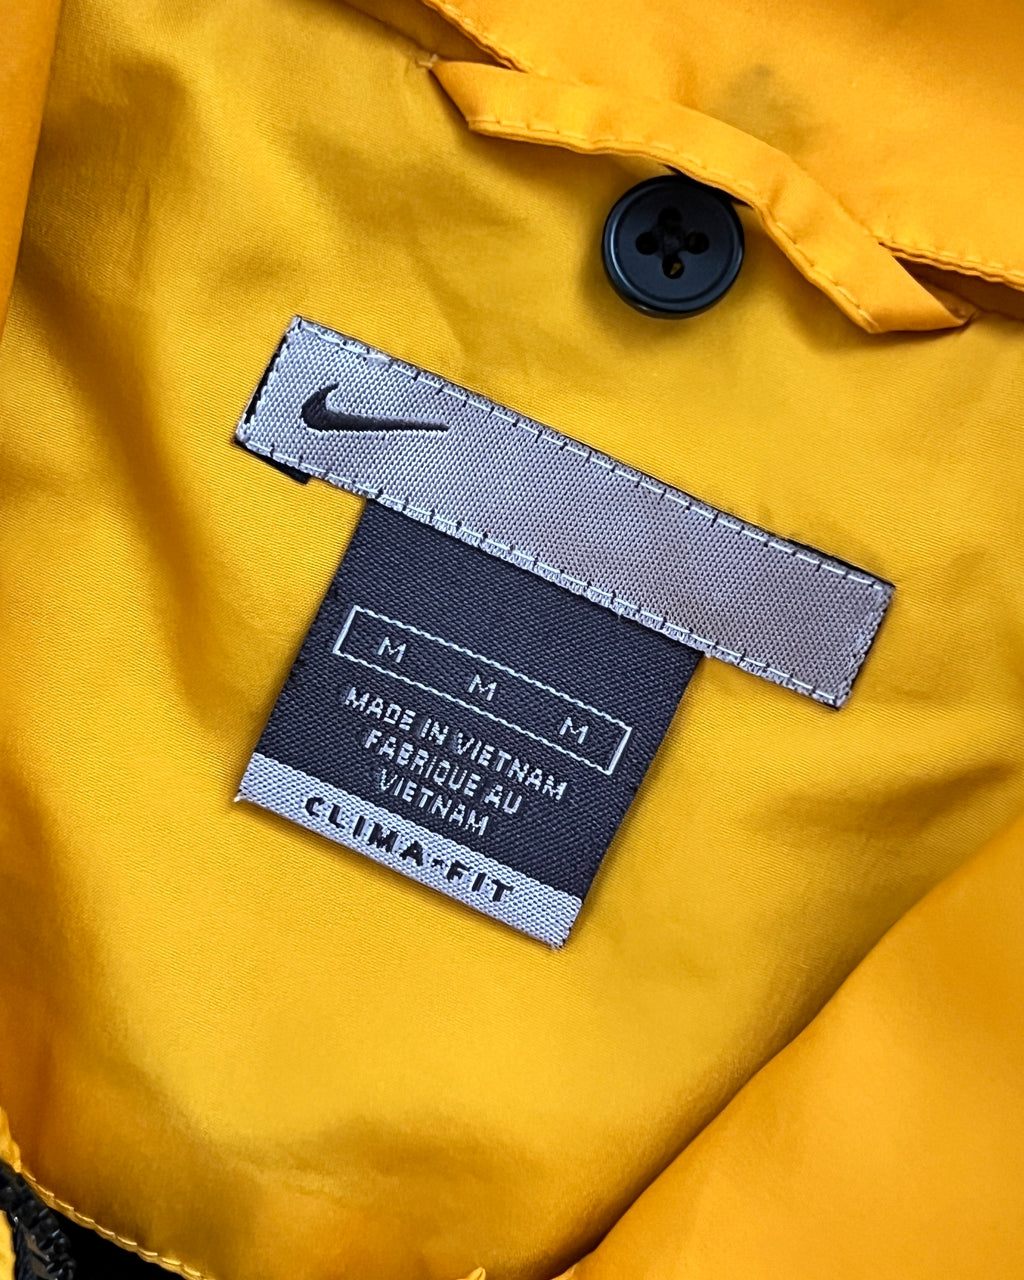 M M M
MADE IN VIETNAM
FABRIQUE AU
VIETNAM
CLIMA·FIT